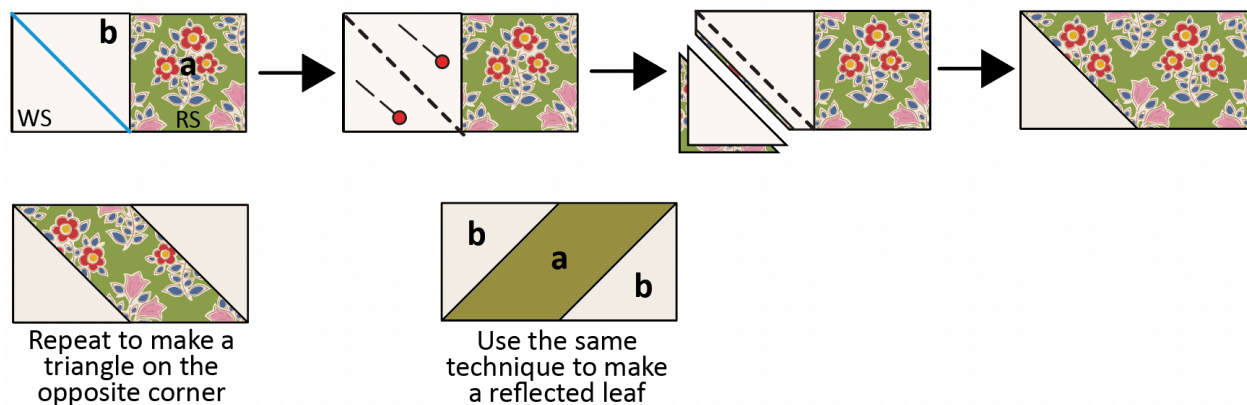 b
a
WS
RS
b
a
b
Repeat to make a
triangle on the
opposite corner
Use the same
technique to make
a reflected leaf